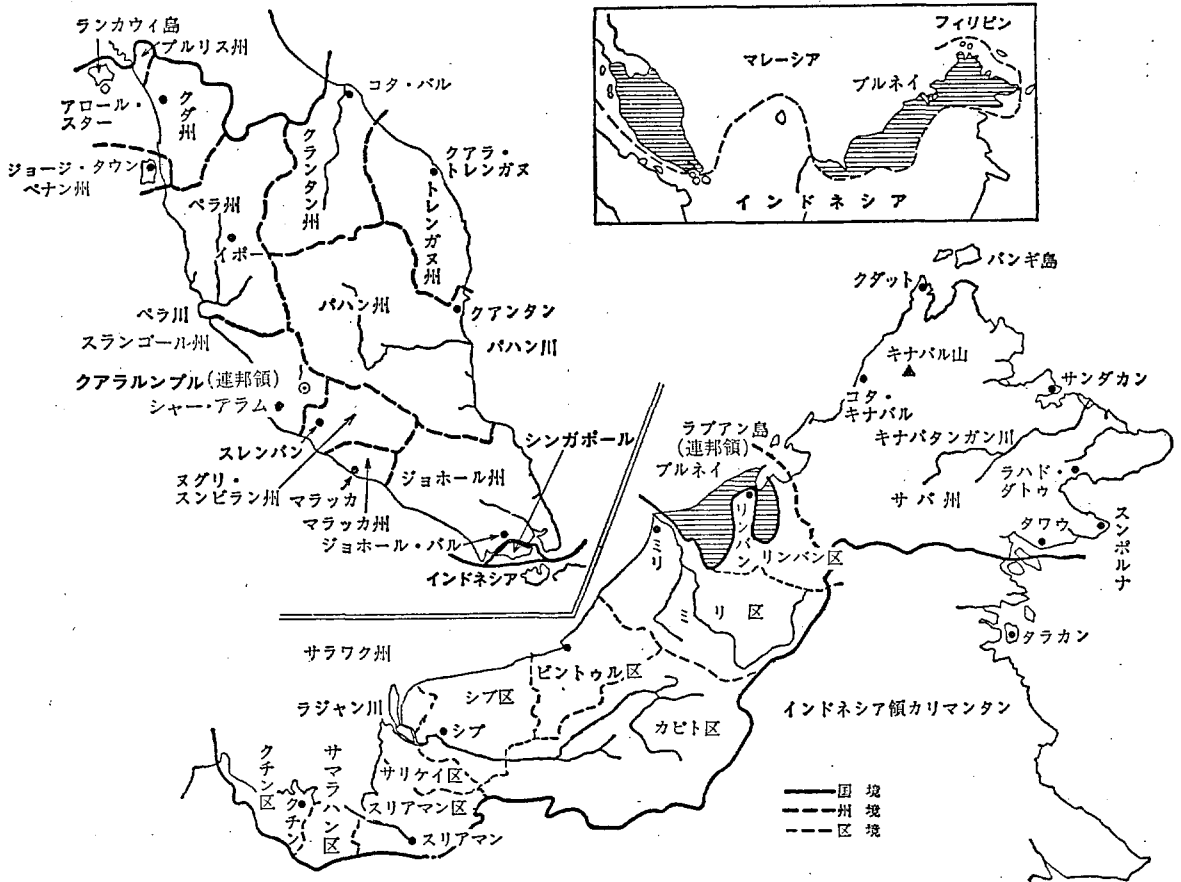 ランカウィ島
プルリス州
アロール・
スター
クダ州
コタ・バル
クランタン州
クアラ・
トレンガヌ
トレンガヌ州
ジョージ・タウン
ペナン州
ペラ州
イポー
パハン州
クアンタン
ペラ川
スランゴール州
パハン川
クアラルンプル(連邦領)
シャー・アラム
スレンバン
ヌグリ・
スンビラン州
マラッカ
マラッカ州
ジョホール州
シンガポール
ジョホール・バル
インドネシア
フィリピン
マレーシア
ブルネイ
インドネシア
バンギ島
クダット
キナバル山
コタ・
キナバル
サンダカン
キナバタンガン川
ラブアン島
(連邦領)
ブルネイ
サバ州
ラハド・
ダトゥ
タワウ
スンポルナ
リンバン
リンバン区
ミリ
ミリ区
タラカン
サラワク州
ビントゥル区
シブ区
ラジャン川
シブ
カピト区
インドネシア領カリマンタン
サリケイ区
クチン区
クチン
サマラハン区
スリアマン区
スリアマン
国境
州境
区境